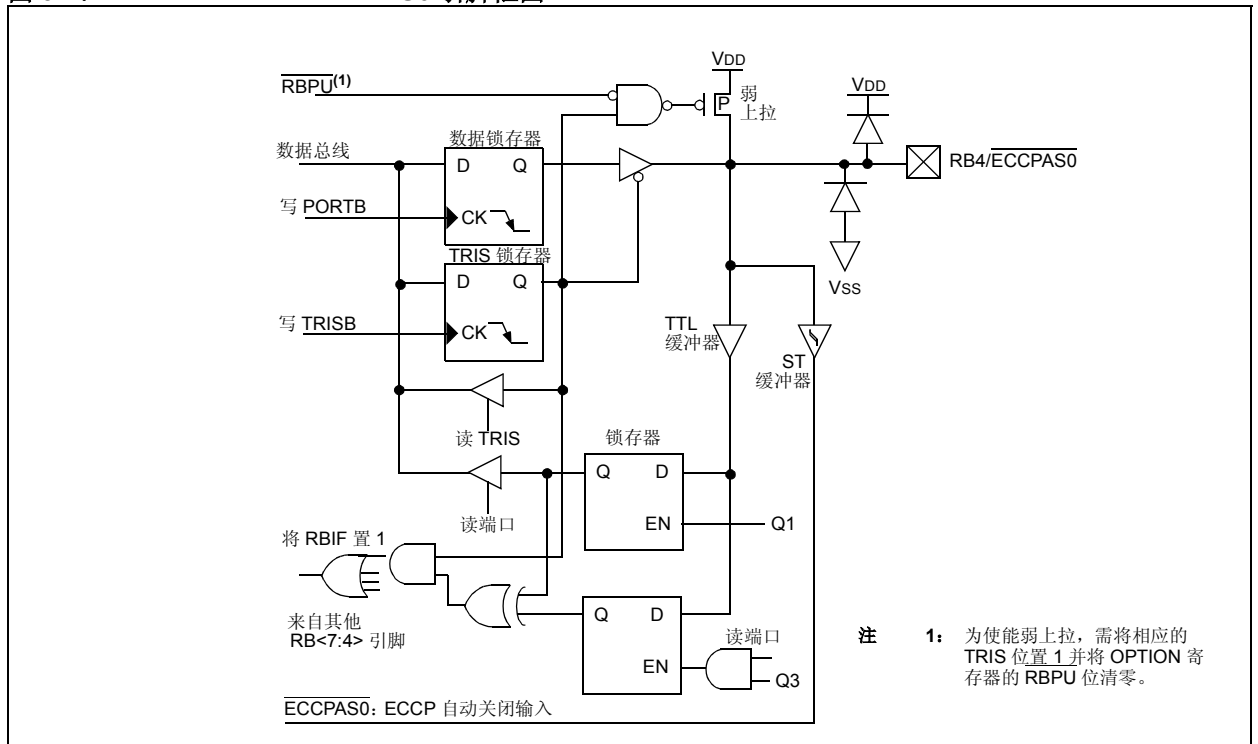 RBPU(1)
VDD
弱
上拉
P
VDD
数据总线
数据锁存器
D Q
RB4/ECCPAS0
写 PORTB
CK
TRIS 锁存器
D Q
VSS
写 TRISB
CK
TTL
缓冲器
ST
缓冲器
读 TRIS
锁存器
Q D
读端口
EN
Q1
将 RBIF 置 1
来自其他
RB<7:4> 引脚
Q D
读端口
EN
Q3
注 1: 为使能弱上拉,需将相应的
TRIS 位置 1 并将 OPTION 寄
存器的 RBPU 位清零。
ECCPAS0:ECCP 自动关闭输入